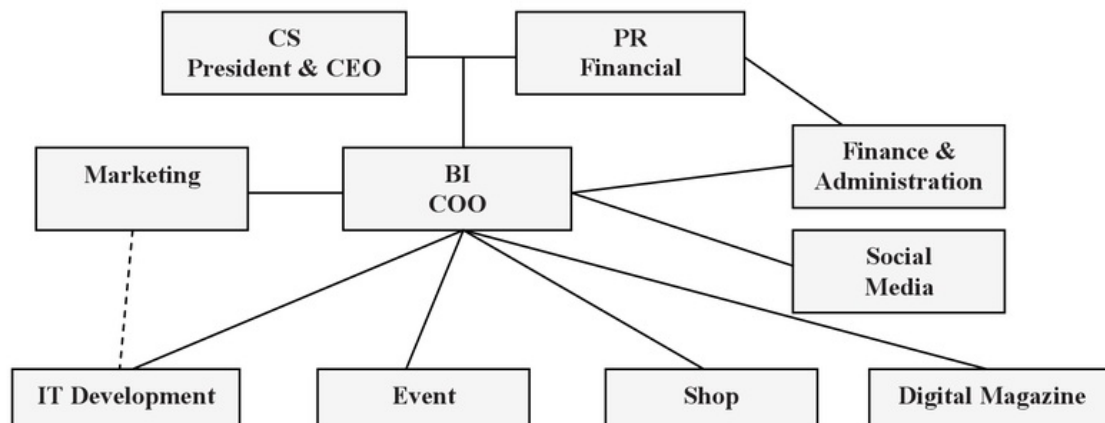 CS
President & CEO
PR
Financial
Marketing
BI
COO
Finance &
Administration
Social
Media
IT Development
Event
Shop
Digital Magazine